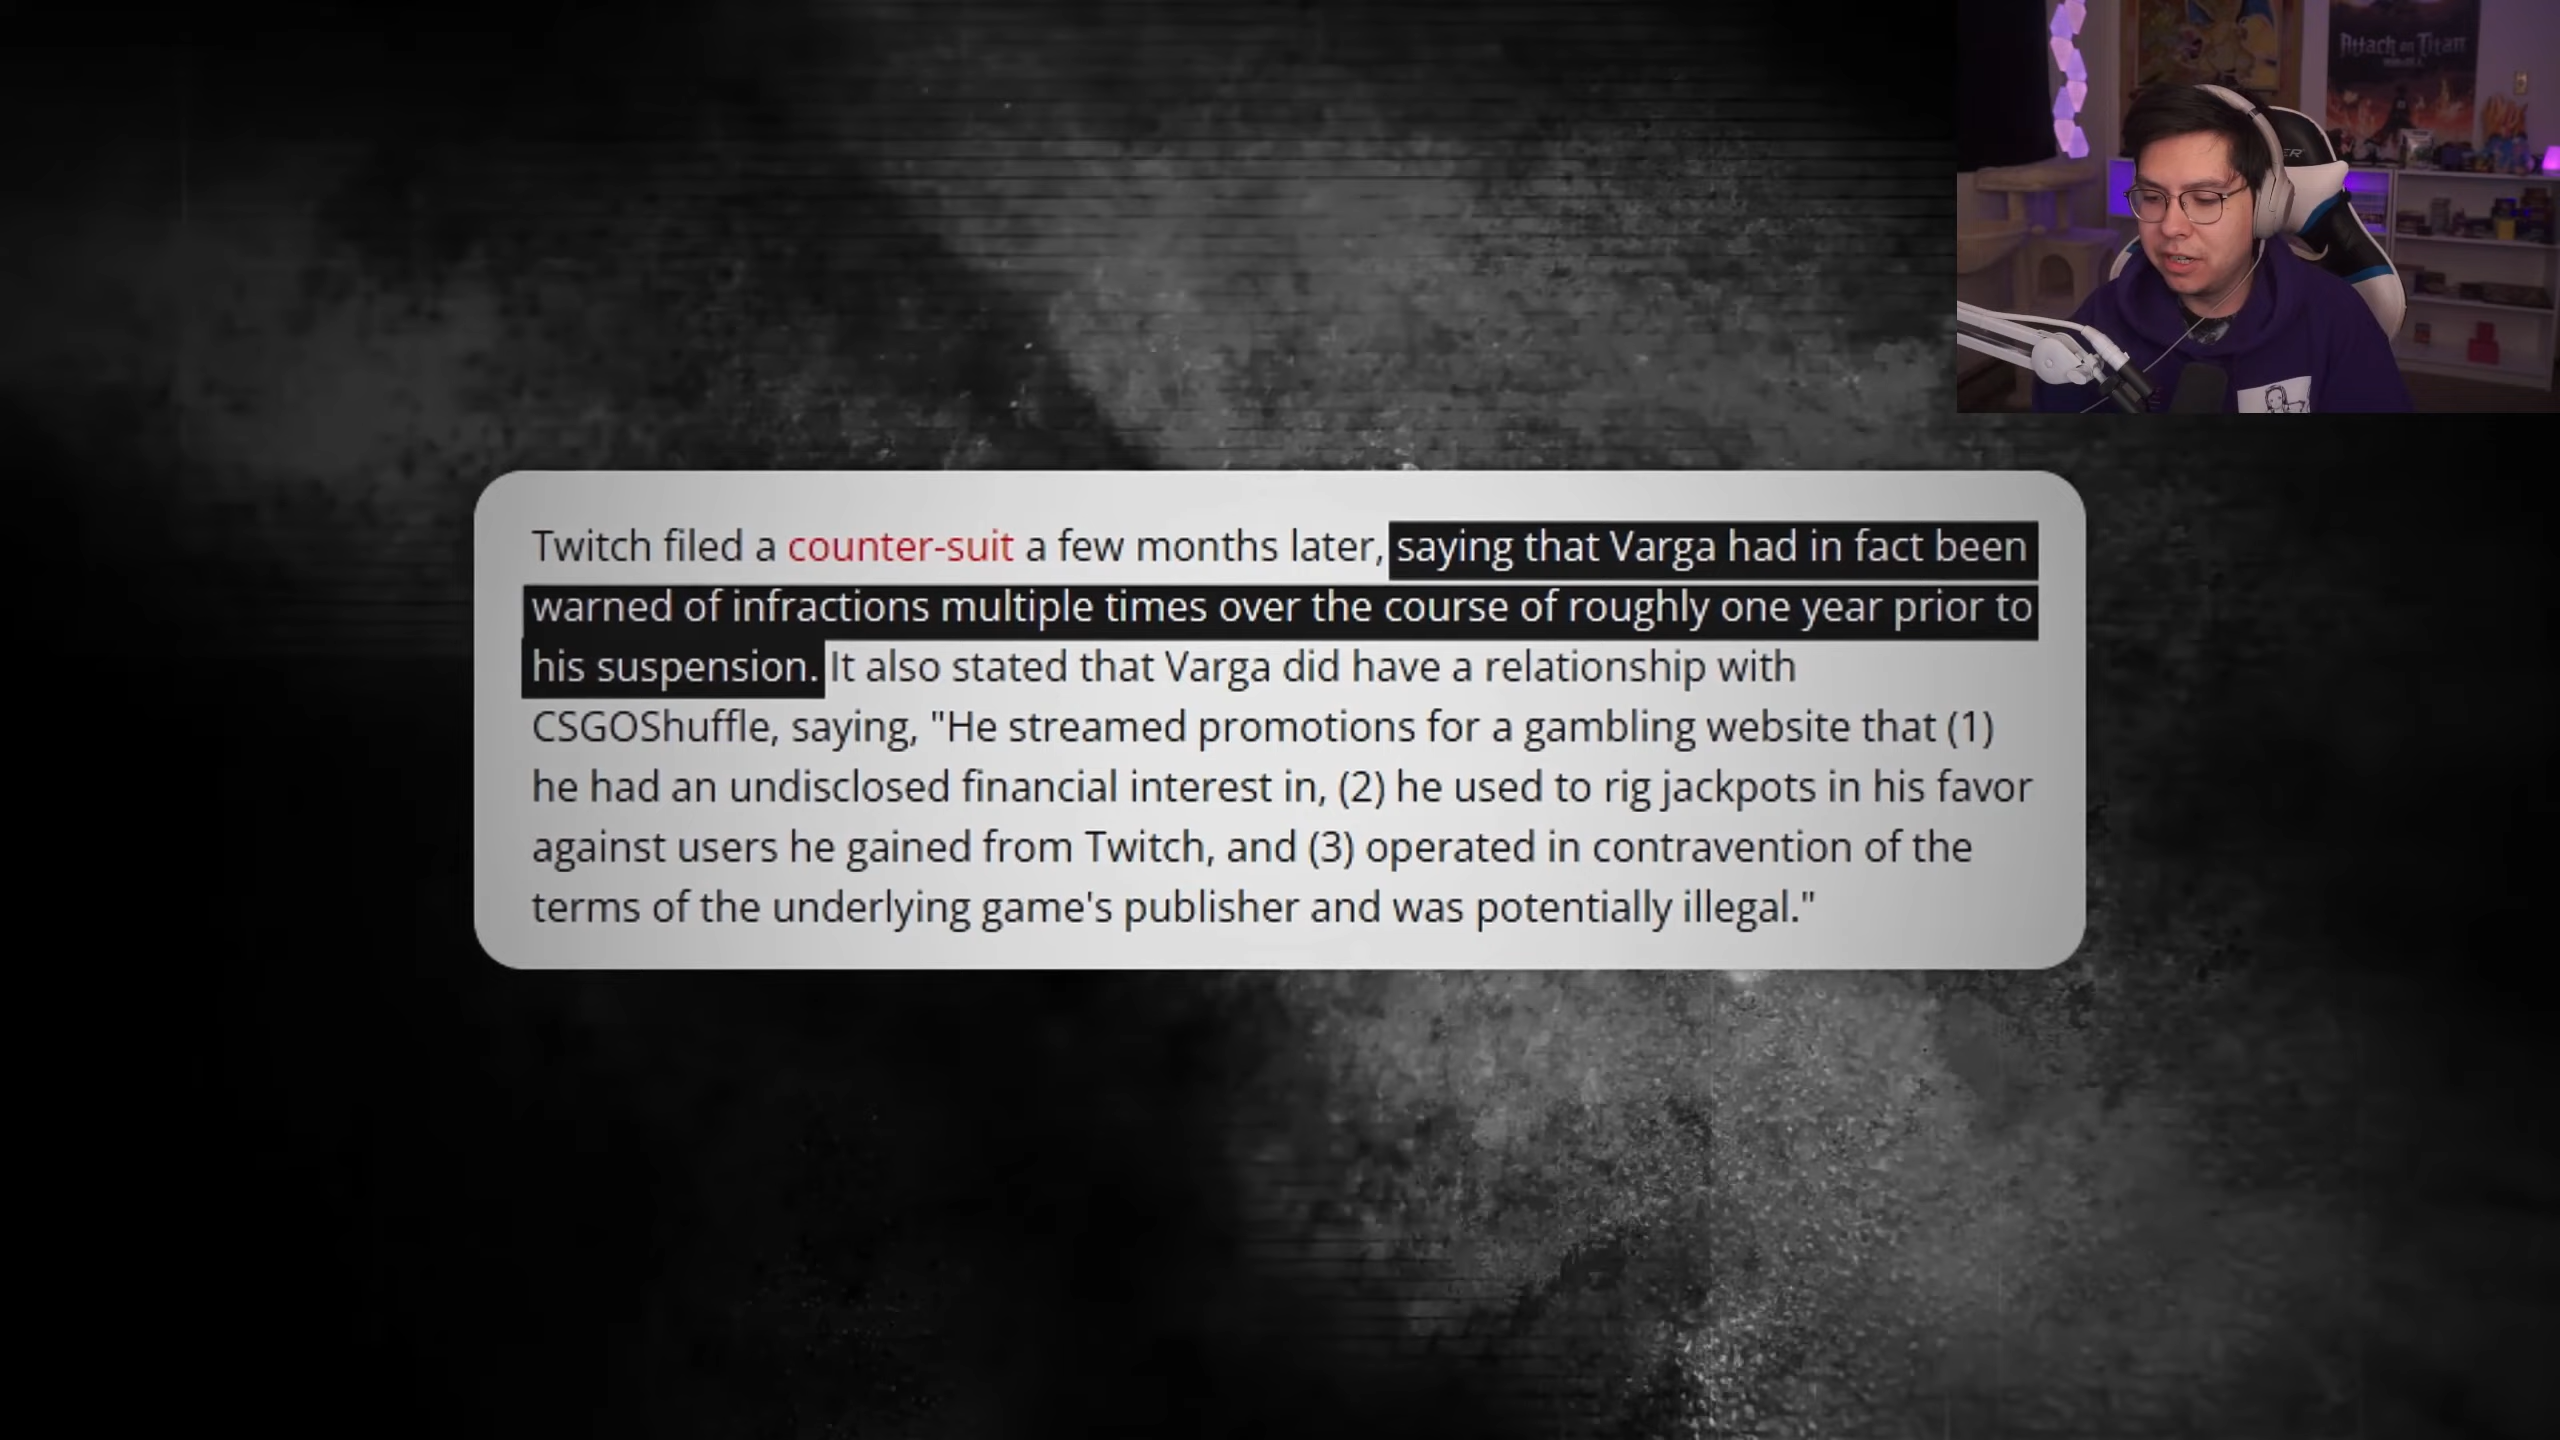 Attack on Titan
ER
Twitch filed a counter-suit a few months later, saying that Varga had in fact been
warned of infractions multiple times over the course of roughly one year prior to
his suspension. It also stated that Varga did have a relationship with
CSGOShuffle, saying, "He streamed promotions for a gambling website that (1)
he had an undisclosed financial interest in, (2) he used to rig jackpots in his favor
against users he gained from Twitch, and (3) operated in contravention of the
terms of the underlying game's publisher and was potentially illegal."